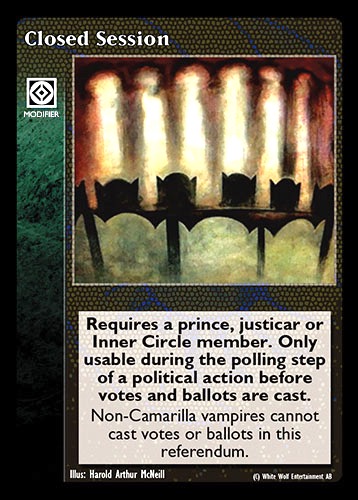 Closed Session
MODIFIER
Requires a prince, justicar or
Inner Circle member. Only
usable during the polling step
of a political action before
votes and ballots are cast.
Non-Camarilla vampires cannot
cast votes or ballots in this
referendum.
Illus: Harold Arthur McNeill
(C) White Wolf Entertainment AB